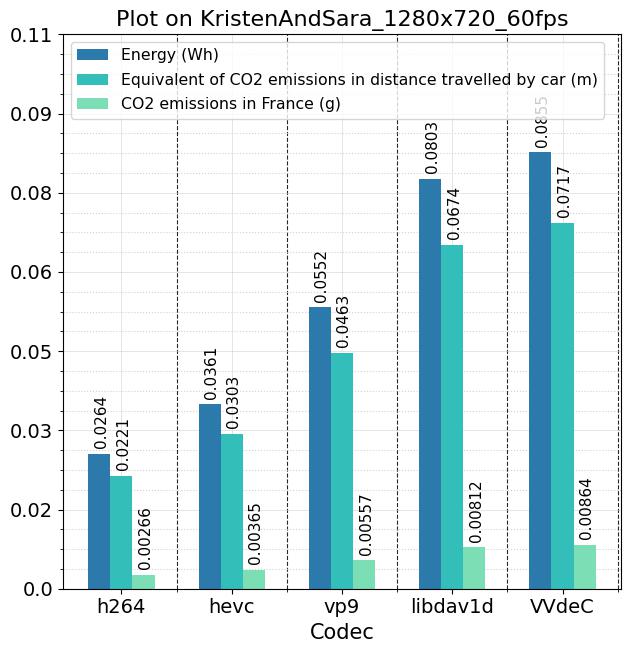 Plot on KristenAndSara_1280x720_60fps
Energy (Wh)
Equivalent of CO2 emissions in distance travelled by car (m)
CO2 emissions in France (g)
0.11
0.09
0.08
0.06
0.05
0.03
0.02
0.0
0.0264
0.0221
0.00266
0.0361
0.0303
0.00365
0.0552
0.0463
0.00557
0.0803
0.0674
0.00812
0.0855
0.0717
0.00864
h264
hevc
vp9
libdav1d
VVdeC
Codec